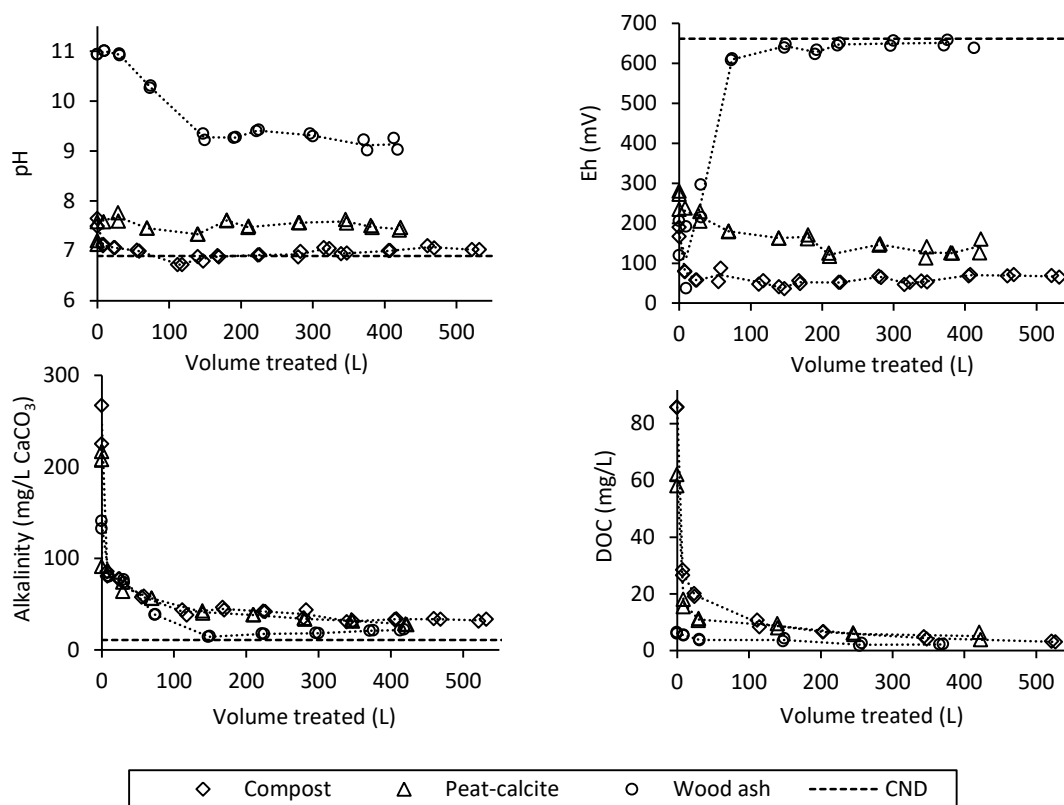 11
10
9
8
7
6
pH
0 100 200 300 400 500
Volume treated (L)
700
600
500
400
300
200
100
0
Eh (mV)
0 100 200 300 400 500
Volume treated (L)
300
200
100
0
Alkalinity (mg/L CaCO₃)
0 100 200 300 400 500
Volume treated (L)
80
60
40
20
0
DOC (mg/L)
0 100 200 300 400 500
Volume treated (L)
Compost Peat-calcite Wood ash CND